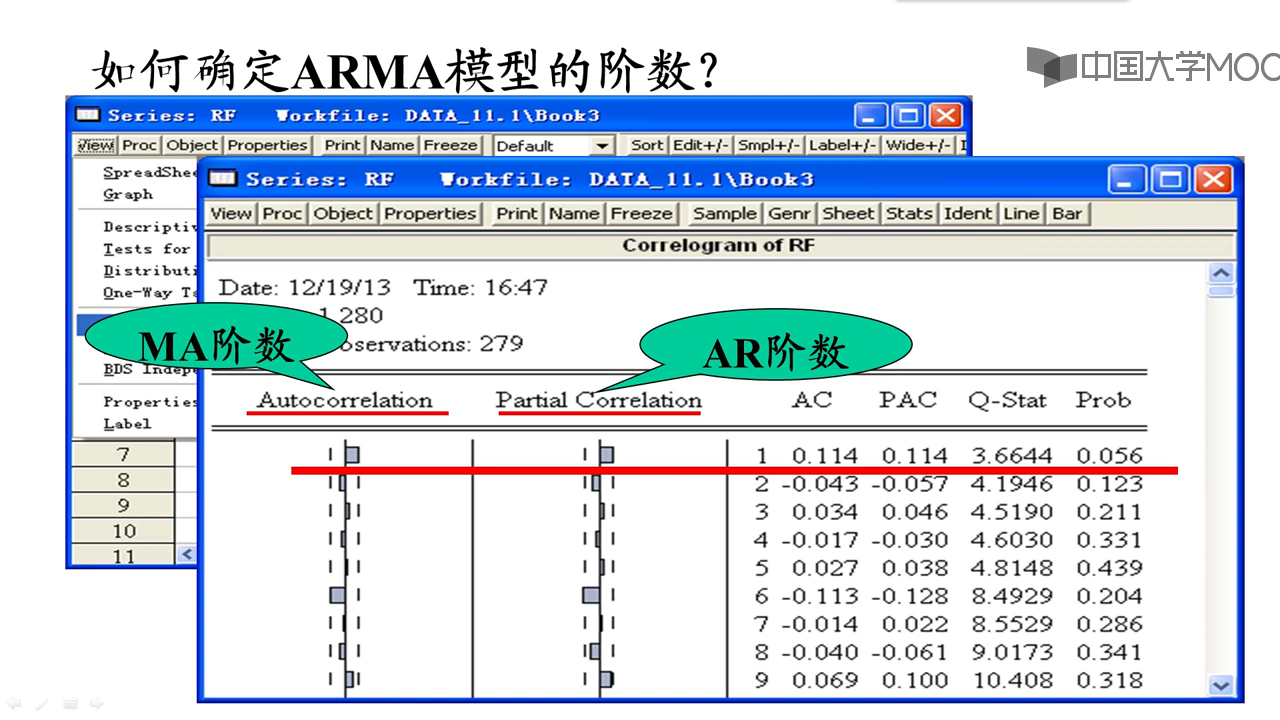 如何确定ARMA模型的阶数?
中国大学MOO
Series: RF Workfile: DATA_11.1\Book3
View Proc Object Properties Print Name Freeze Default Sort Edit+/- Smpl+/- Label+/- Wide+/-
SpreadShee
Graph
Descriptiv
Tests for
Distributi
One-Way Ta
BDS Indepe
Properties
Label
7
8
9
10
11
Series: RF Workfile: DATA_11.1\Book3
View Proc Object Properties Print Name Freeze Sample Genr Sheet Stats Ident Line Bar
Correlogram of RF
Date: 12/19/13 Time: 16:47
1 280
observations: 279
MA阶数
AR阶数
Autocorrelation Partial Correlation AC PAC Q-Stat Prob
1 0.114 0.114 3.6644 0.056
2 -0.043 -0.057 4.1946 0.123
3 0.034 0.046 4.5190 0.211
4 -0.017 -0.030 4.6030 0.331
5 0.027 0.038 4.8148 0.439
6 -0.113 -0.128 8.4929 0.204
7 -0.014 0.022 8.5529 0.286
8 -0.040 -0.061 9.0173 0.341
9 0.069 0.100 10.408 0.318